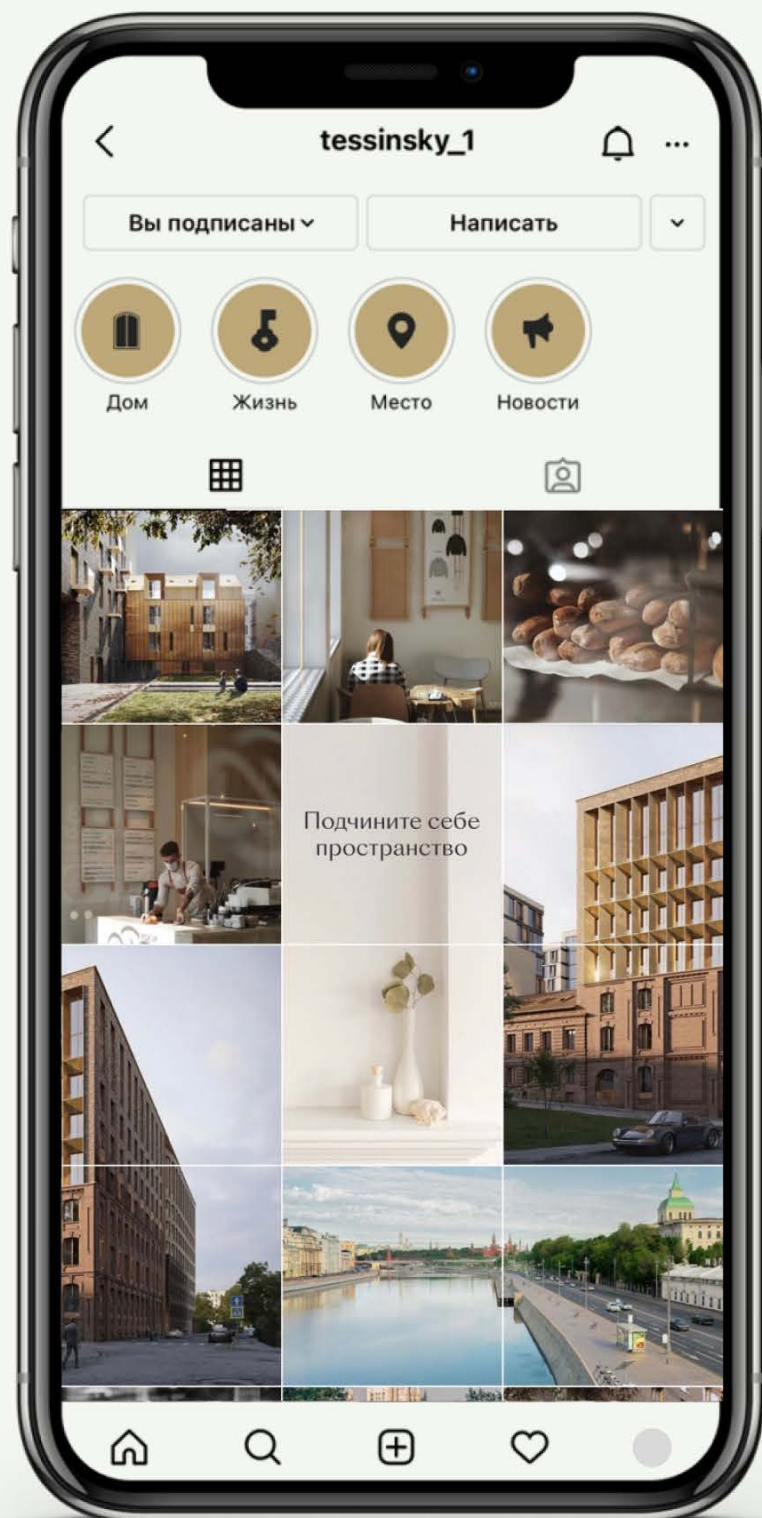 tessinsky_1
Вы подписаны
Написать
Дом
Жизнь
Место
Новости
Подчините себе
пространство